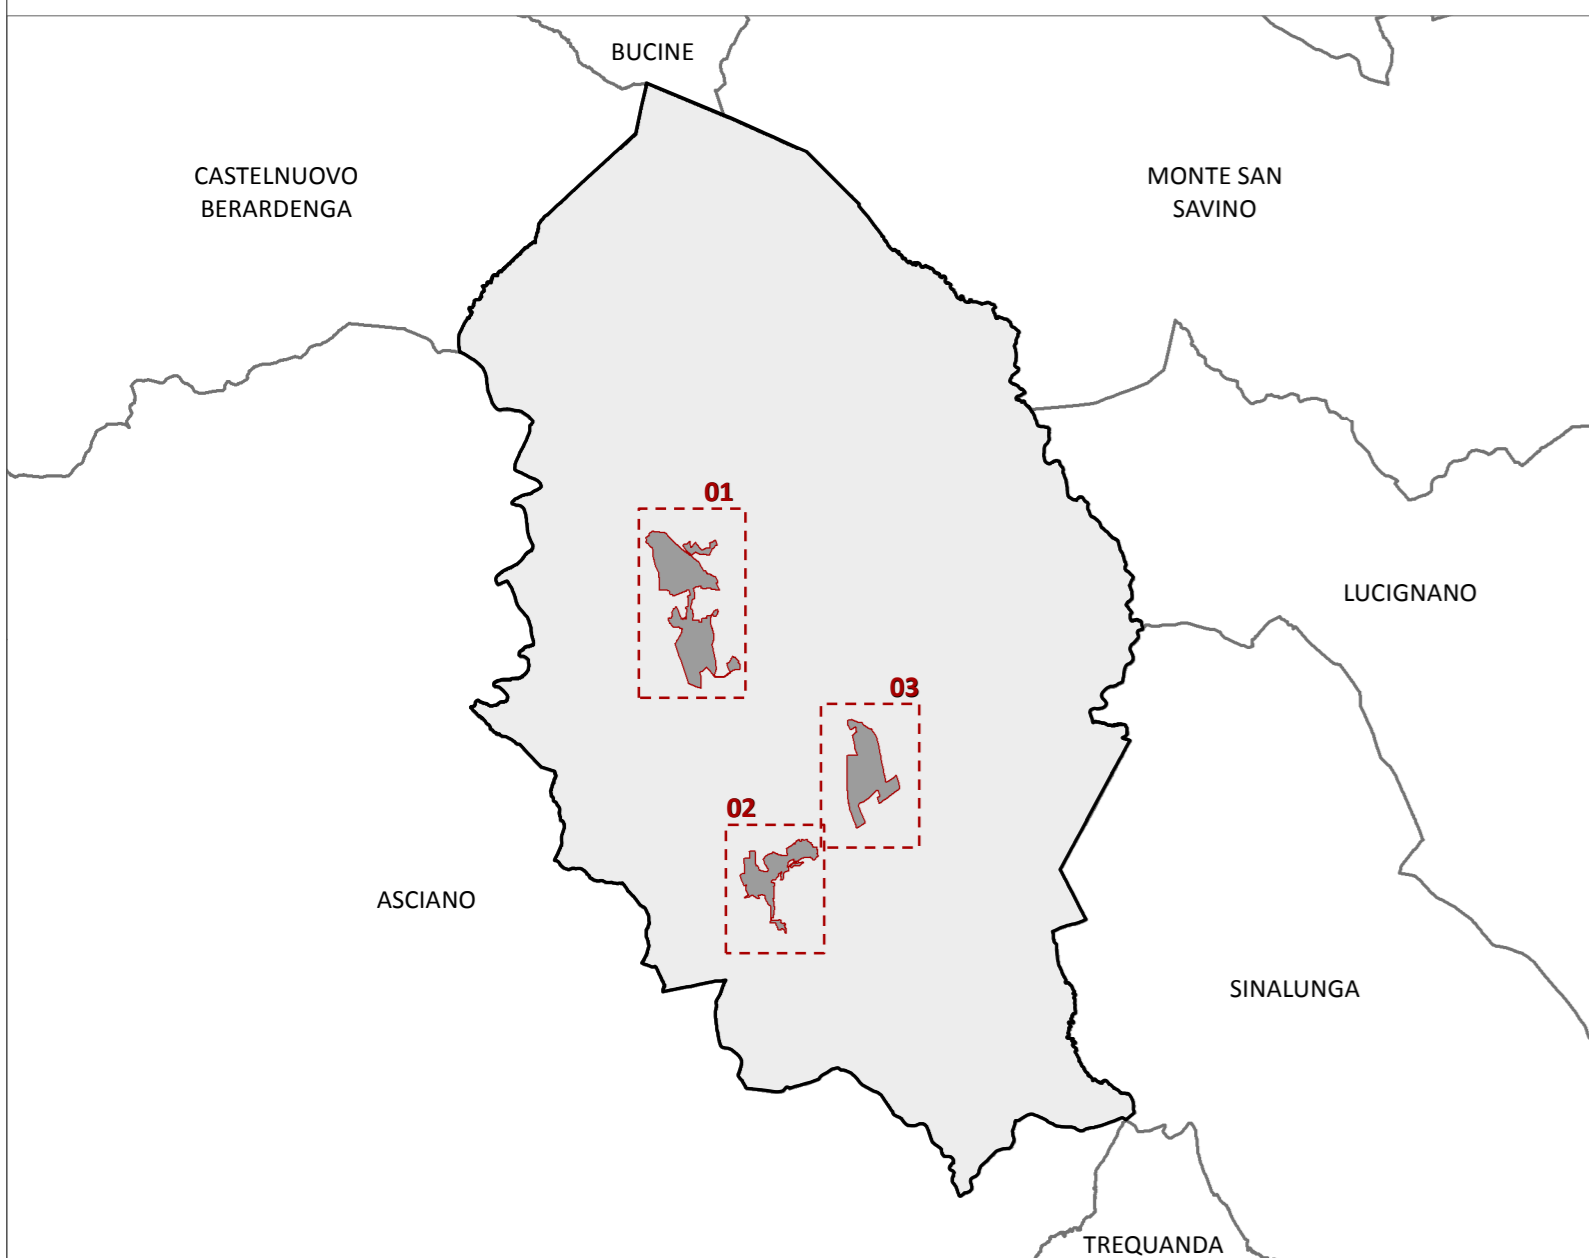 BUCINE
CASTELNUOVO
BERARDENGA
MONTE SAN
SAVINO
01
LUCIGNANO
03
02
ASCIANO
SINALUNGA
TREQUANDA